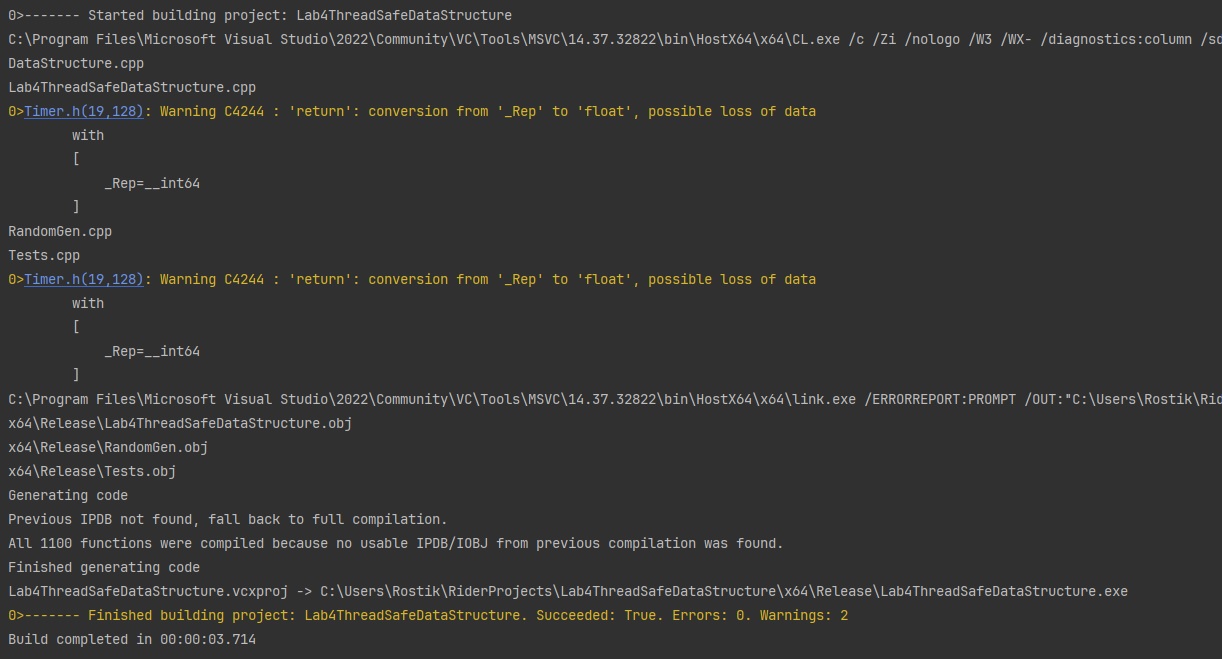 0>------- Started building project: Lab4ThreadSafeDataStructure
C:\Program Files\Microsoft Visual Studio\2022\Community\VC\Tools\MSVC\14.37.32822\bin\HostX64\x64\CL.exe /c /Zi /nologo /W3 /WX- /diagnostics:column /sd
DataStructure.cpp
Lab4ThreadSafeDataStructure.cpp
0>Timer.h(19,128): Warning C4244 : 'return': conversion from '_Rep' to 'float', possible loss of data
        with
        [
            _Rep=__int64
        ]
RandomGen.cpp
Tests.cpp
0>Timer.h(19,128): Warning C4244 : 'return': conversion from '_Rep' to 'float', possible loss of data
        with
        [
            _Rep=__int64
        ]
C:\Program Files\Microsoft Visual Studio\2022\Community\VC\Tools\MSVC\14.37.32822\bin\HostX64\x64\link.exe /ERRORREPORT:PROMPT /OUT:"C:\Users\Rostik\Rid
x64\Release\Lab4ThreadSafeDataStructure.obj
x64\Release\RandomGen.obj
x64\Release\Tests.obj
Generating code
Previous IPDB not found, fall back to full compilation.
All 1100 functions were compiled because no usable IPDB/IOBJ from previous compilation was found.
Finished generating code
Lab4ThreadSafeDataStructure.vcxproj -> C:\Users\Rostik\RiderProjects\Lab4ThreadSafeDataStructure\x64\Release\Lab4ThreadSafeDataStructure.exe
0>------- Finished building project: Lab4ThreadSafeDataStructure. Succeeded: True. Errors: 0. Warnings: 2
Build completed in 00:00:03.714